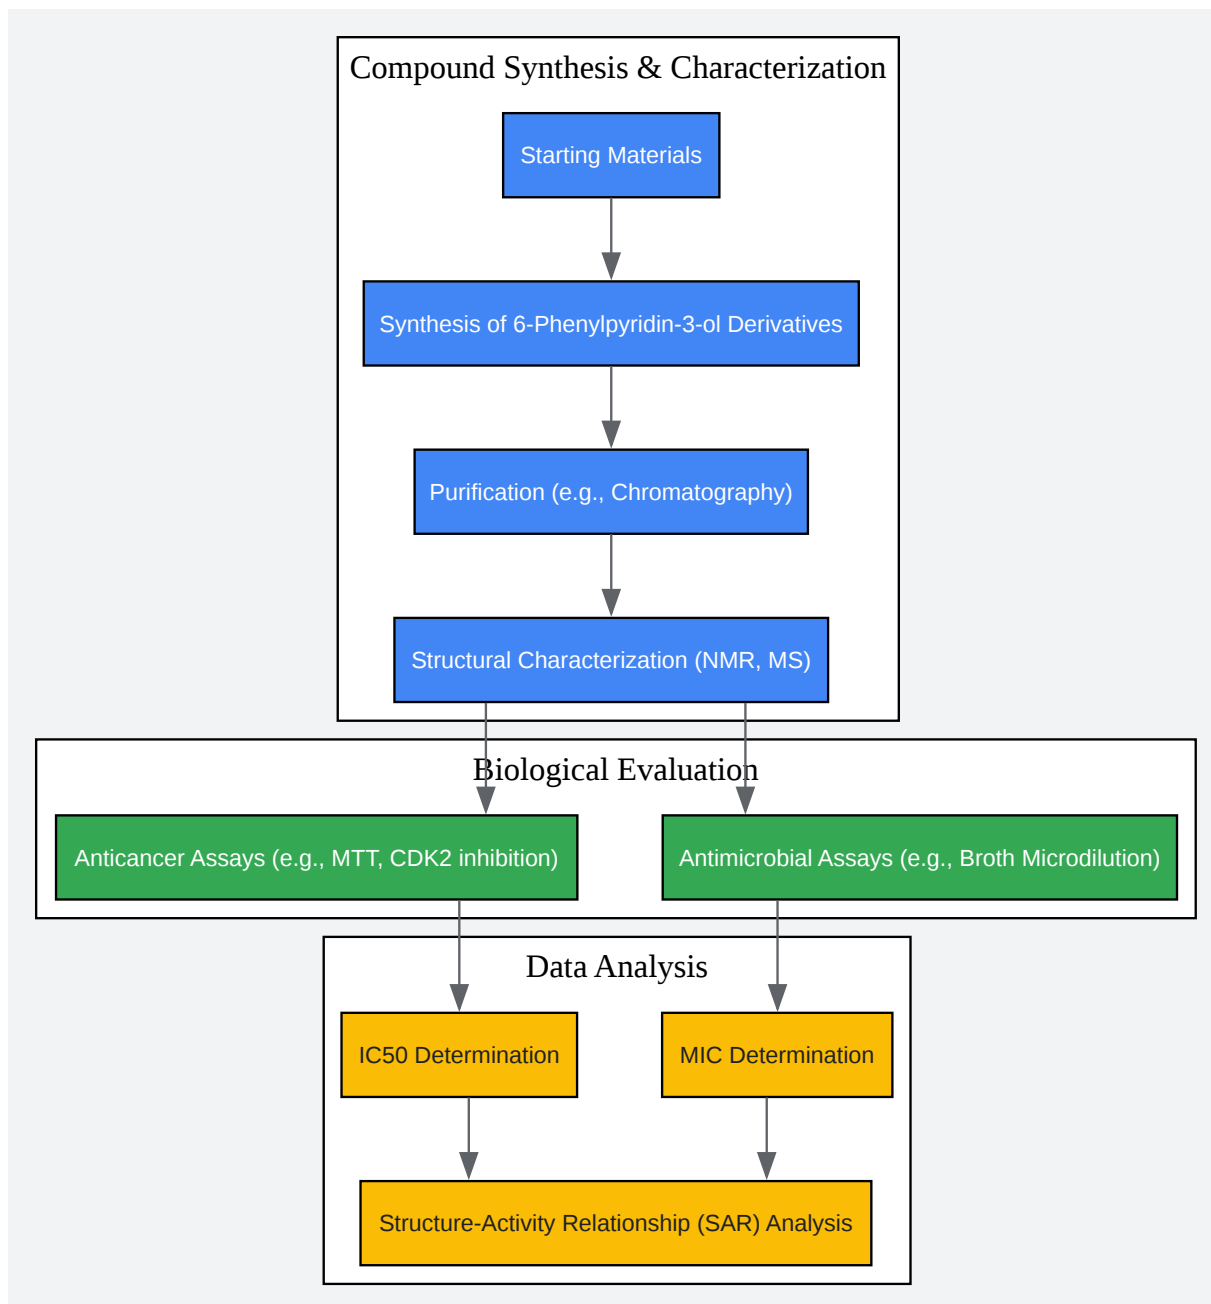 Compound Synthesis & Characterization
Starting Materials
Synthesis of 6-Phenylpyridin-3-ol Derivatives
Purification (e.g., Chromatography)
Structural Characterization (NMR, MS)
Biological Evaluation
Anticancer Assays (e.g., MTT, CDK2 inhibition)
Antimicrobial Assays (e.g., Broth Microdilution)
Data Analysis
IC50 Determination
MIC Determination
Structure-Activity Relationship (SAR) Analysis